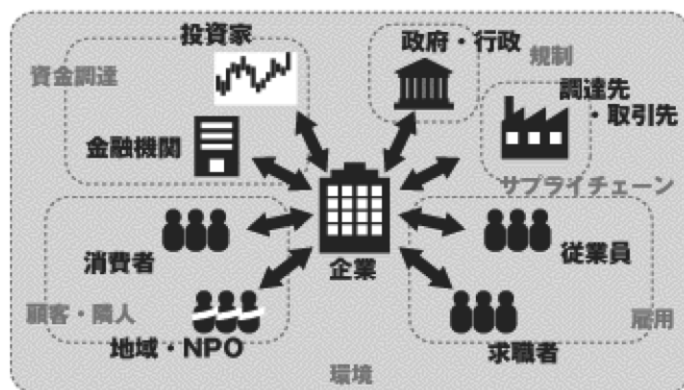 投資家
政府・行政
規制
資金調達
調達先
・取引先
金融機関
サプライチェーン
消費者
企業
従業員
顧客・隣人
雇用
地域・NPO
求職者
環境